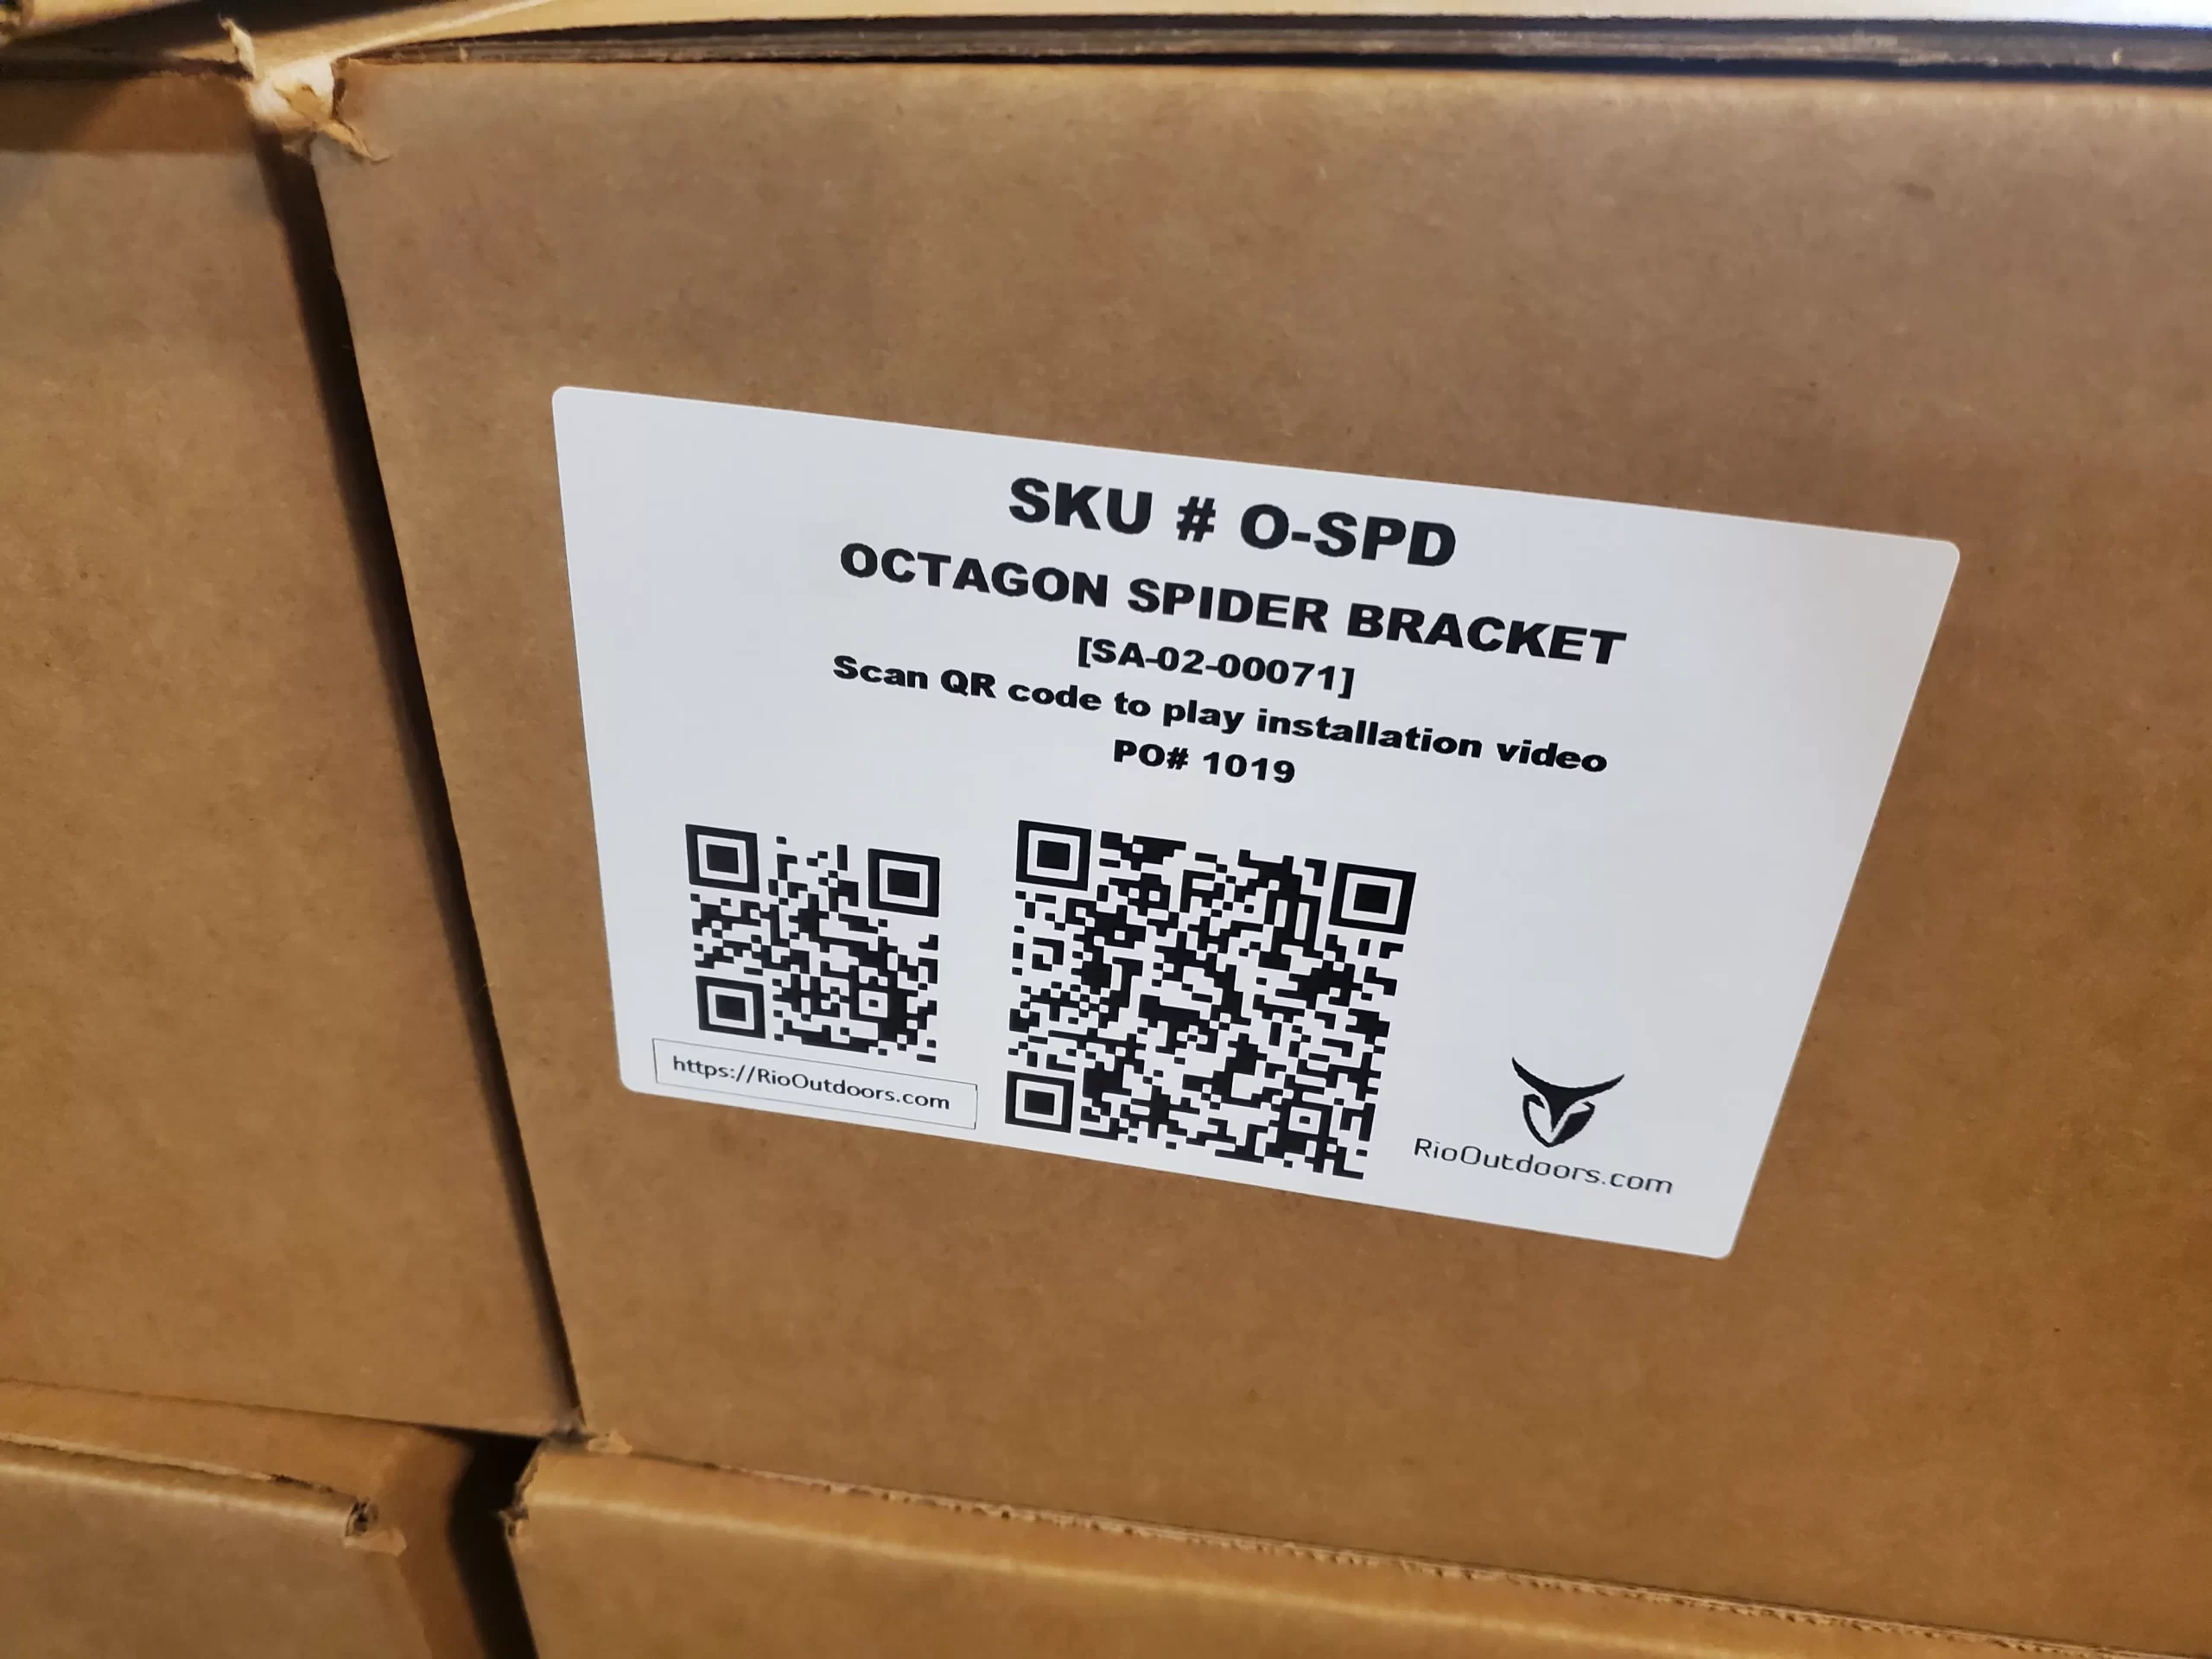 SKU # O-SPD
OCTAGON SPIDER BRACKET
[SA-02-00071]
Scan QR code to play installation video
PO# 1019
https://RioOutdoors.com
RioOutdoors.com